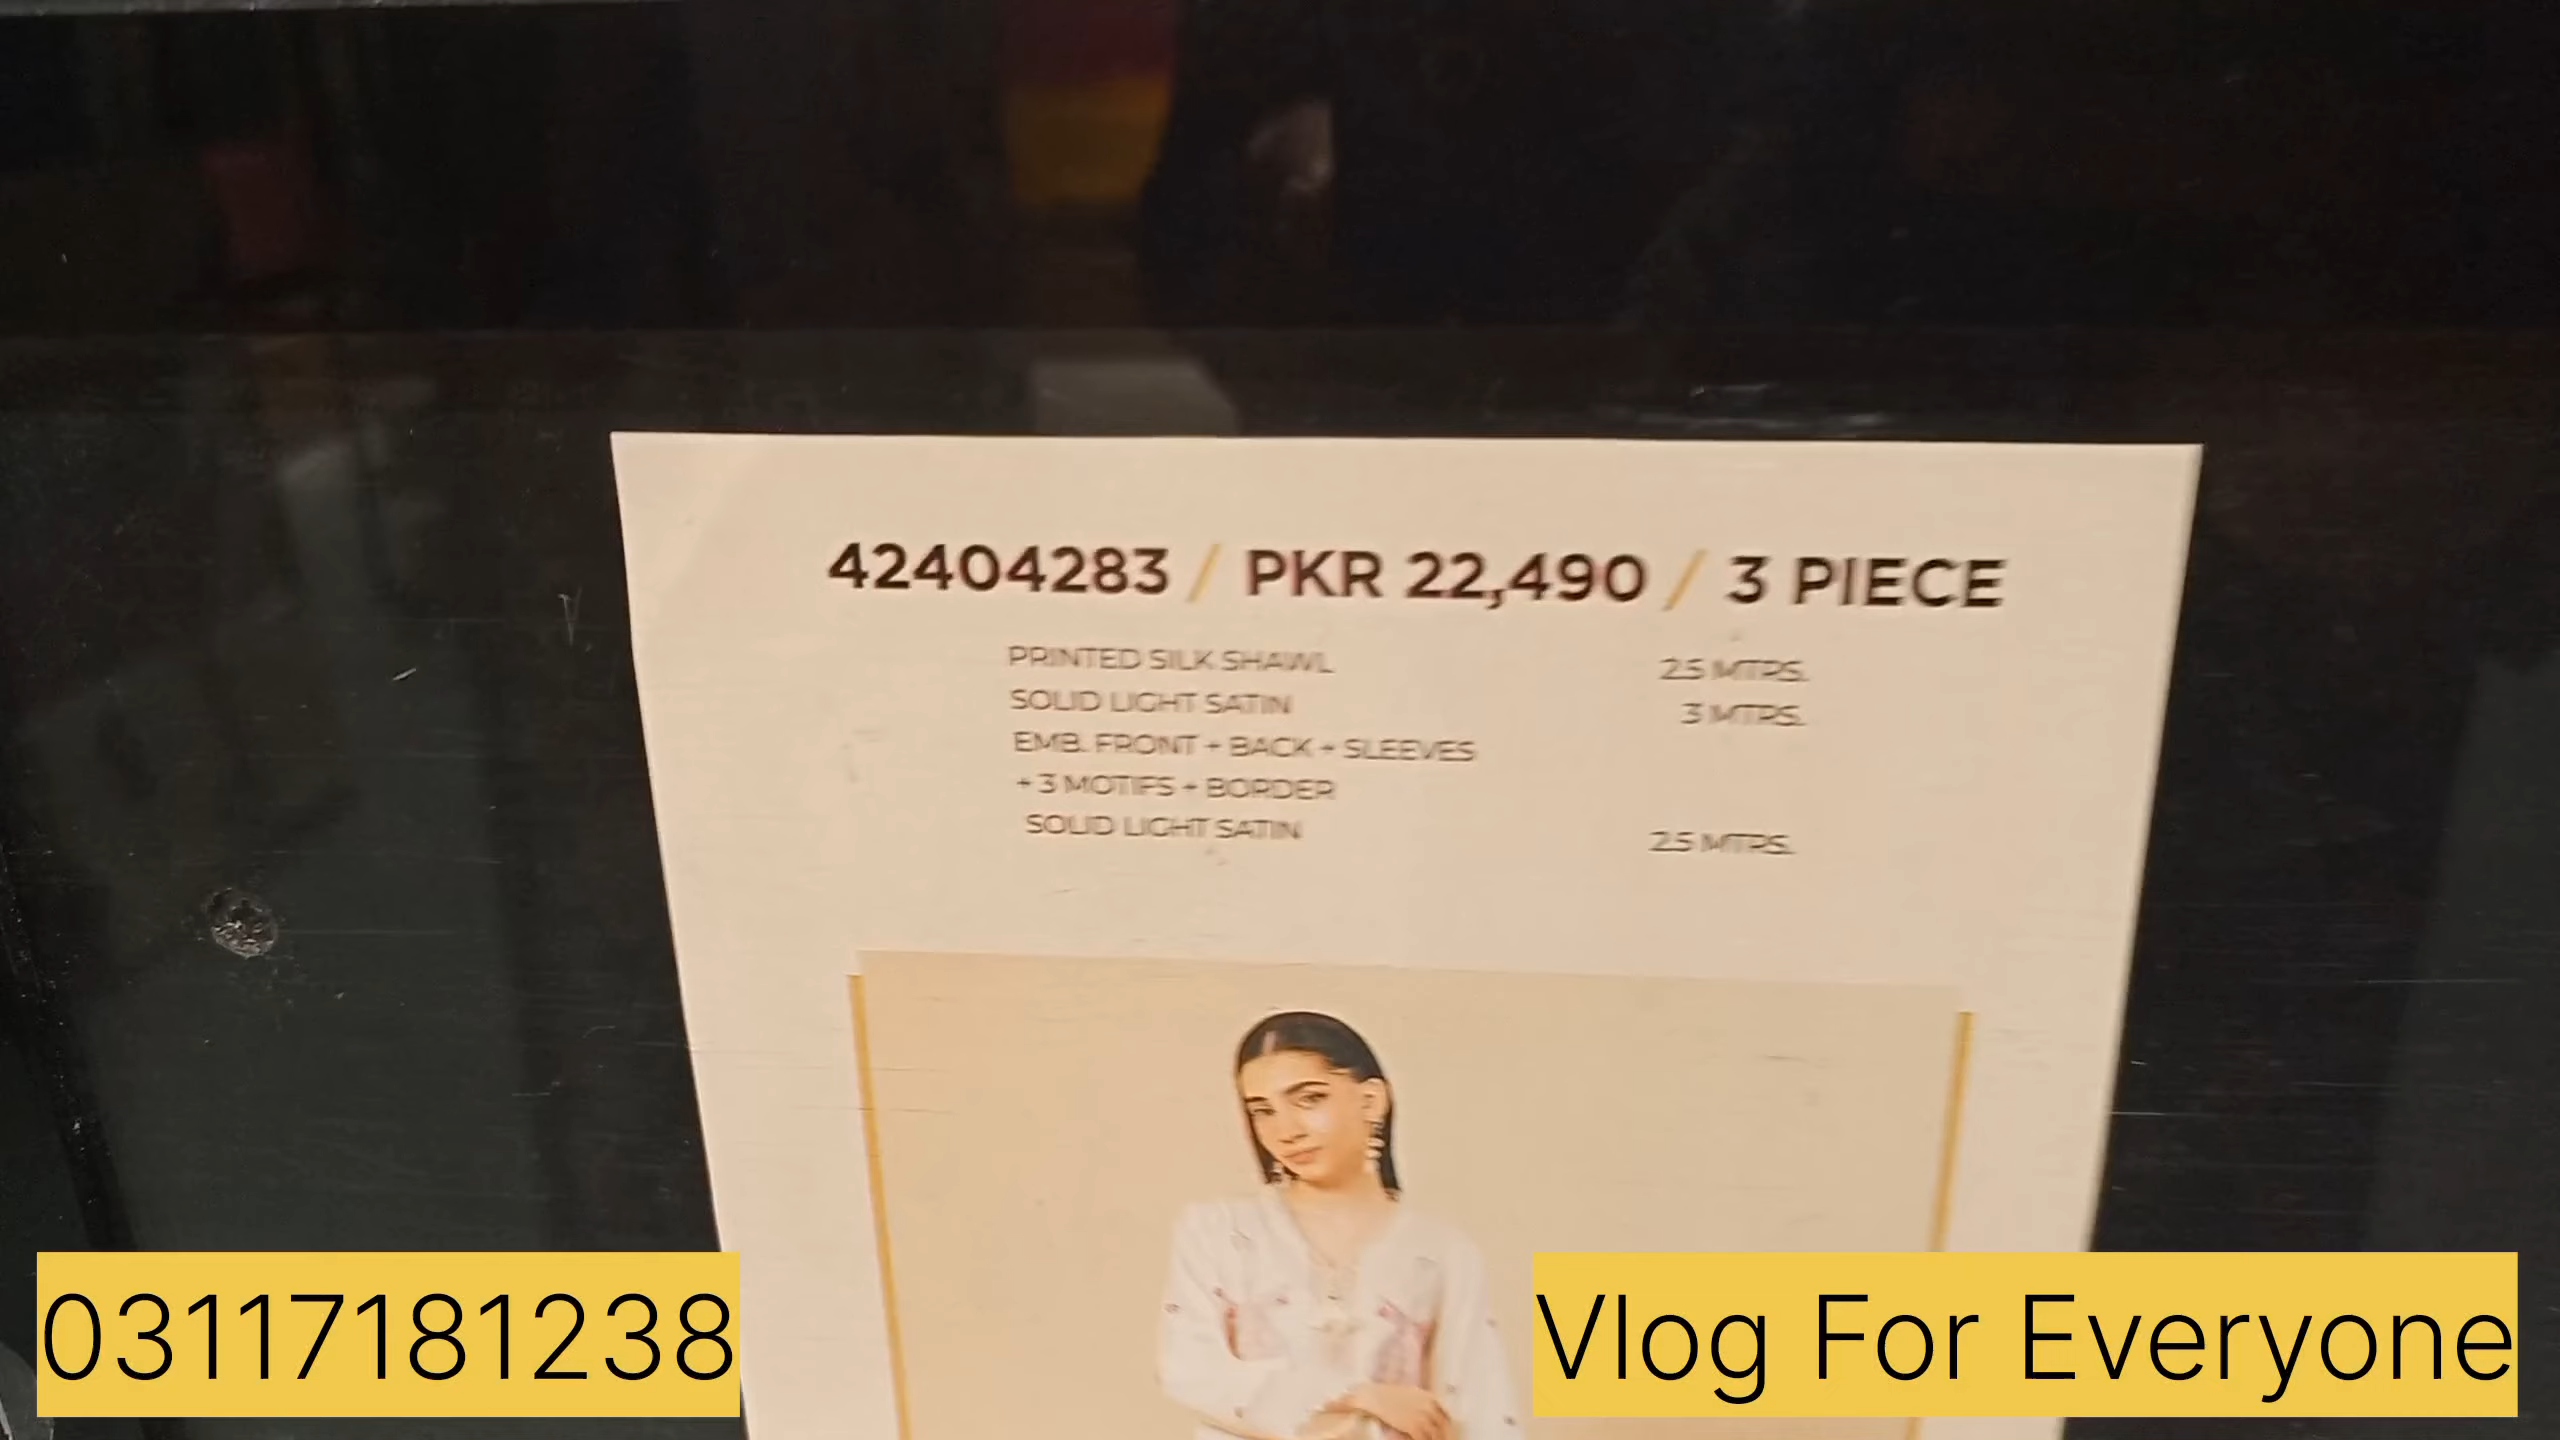 42404283 / PKR 22,490 / 3 PIECE
PRINTED SILK SHAWL 2.5 MTRS.
SOLID LIGHT SATIN 3 MTRS.
EMB. FRONT + BACK + SLEEVES
+ 3 MOTIFS + BORDER
SOLID LIGHT SATIN 2.5 MTRS.
03117181238
Vlog For Everyone